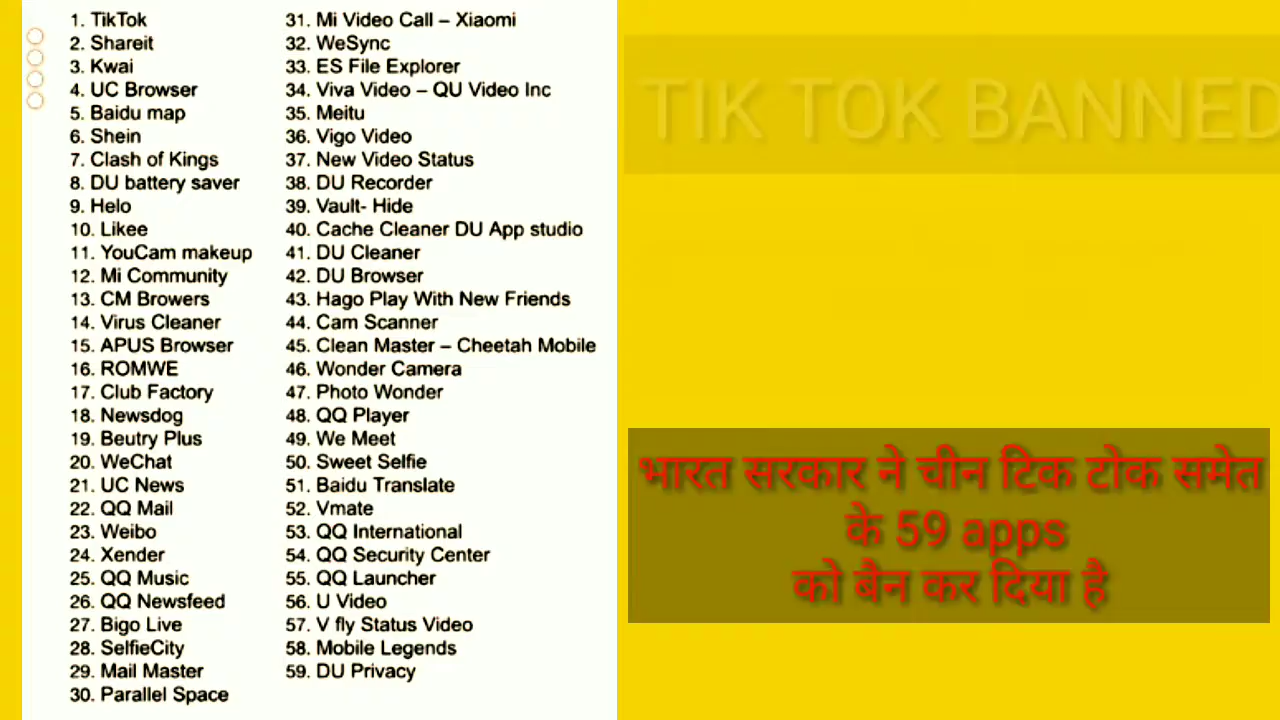 1. TikTok
2. Shareit
3. Kwai
4. UC Browser
5. Baidu map
6. Shein
7. Clash of Kings
8. DU battery saver
9. Helo
10. Likee
11. YouCam makeup
12. Mi Community
13. CM Browers
14. Virus Cleaner
15. APUS Browser
16. ROMWE
17. Club Factory
18. Newsdog
19. Beutry Plus
20. WeChat
21. UC News
22. QQ Mail
23. Weibo
24. Xender
25. QQ Music
26. QQ Newsfeed
27. Bigo Live
28. SelfieCity
29. Mail Master
30. Parallel Space
31. Mi Video Call – Xiaomi
32. WeSync
33. ES File Explorer
34. Viva Video – QU Video Inc
35. Meitu
36. Vigo Video
37. New Video Status
38. DU Recorder
39. Vault- Hide
40. Cache Cleaner DU App studio
41. DU Cleaner
42. DU Browser
43. Hago Play With New Friends
44. Cam Scanner
45. Clean Master – Cheetah Mobile
46. Wonder Camera
47. Photo Wonder
48. QQ Player
49. We Meet
50. Sweet Selfie
51. Baidu Translate
52. Vmate
53. QQ International
54. QQ Security Center
55. QQ Launcher
56. U Video
57. V fly Status Video
58. Mobile Legends
59. DU Privacy
TIK TOK BANNED
भारत सरकार ने चीन टिक टोक समेत
के 59 apps
को बैन कर दिया है